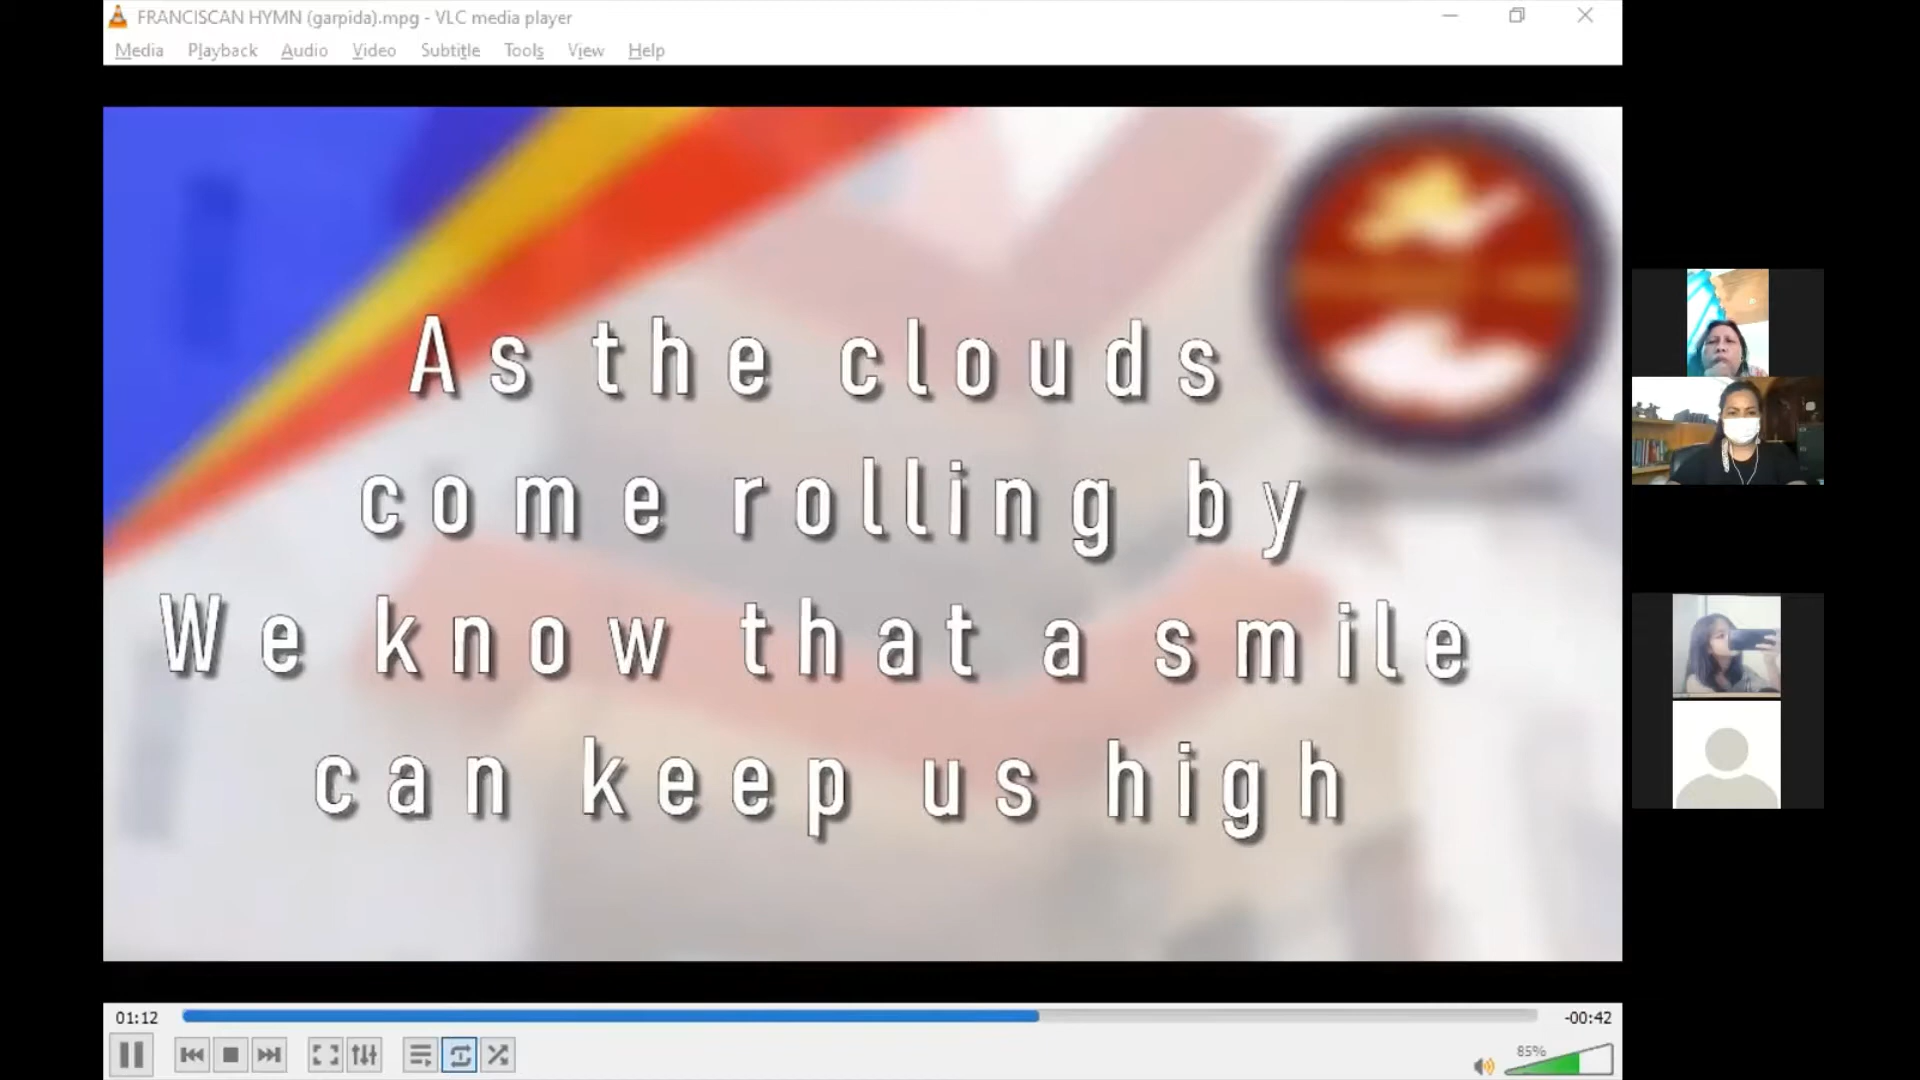 FRANCISCAN HYMN (garpida).mpg - VLC media player
Media Playback Audio Video Subtitle Tools View Help
As the clouds
come rolling by
We know that a smile
can keep us high
01:12
-00:42
85%